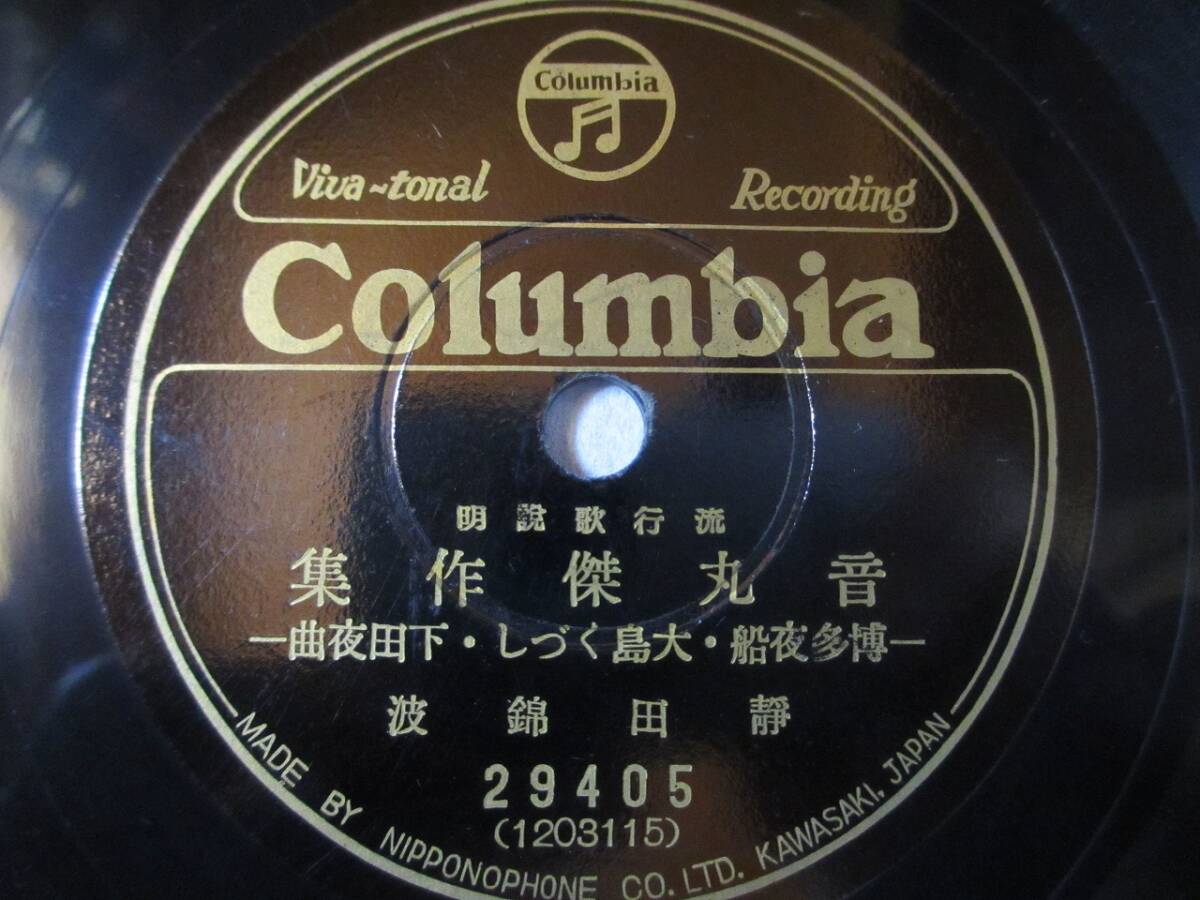 Columbia
Viva-tonal Recording
Columbia
流行歌說明
音丸傑作集
—博多夜船・大島くづし・下田夜曲—
靜田錦波
29405
(1203115)
MADE BY NIPPONOPHONE CO. LTD. KAWASAKI, JAPAN